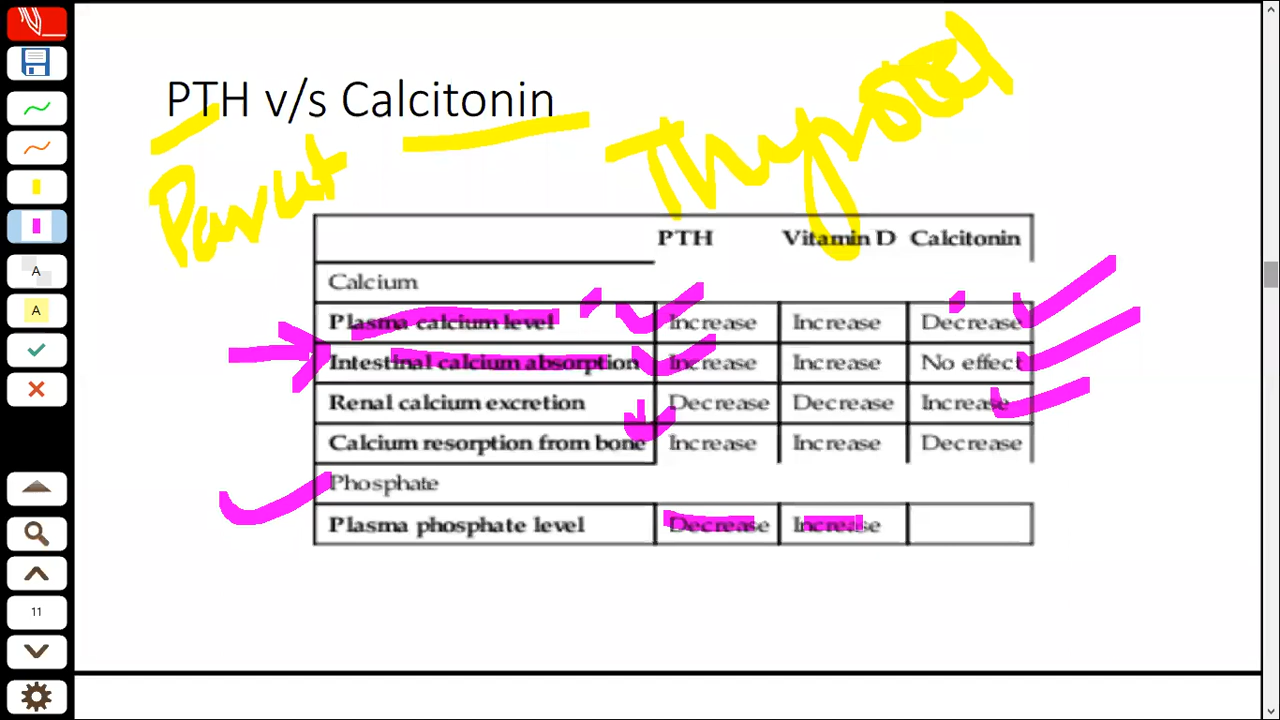 PTH v/s Calcitonin
Thyroid
PTH Vitamin D Calcitonin
Calcium
Plasma calcium level Increase Increase Decrease
Intestinal calcium absorption Increase Increase No effect
Renal calcium excretion Decrease Decrease Increase
Calcium resorption from bone Increase Increase Decrease
Phosphate
Plasma phosphate level Decrease Increase
A
A
11